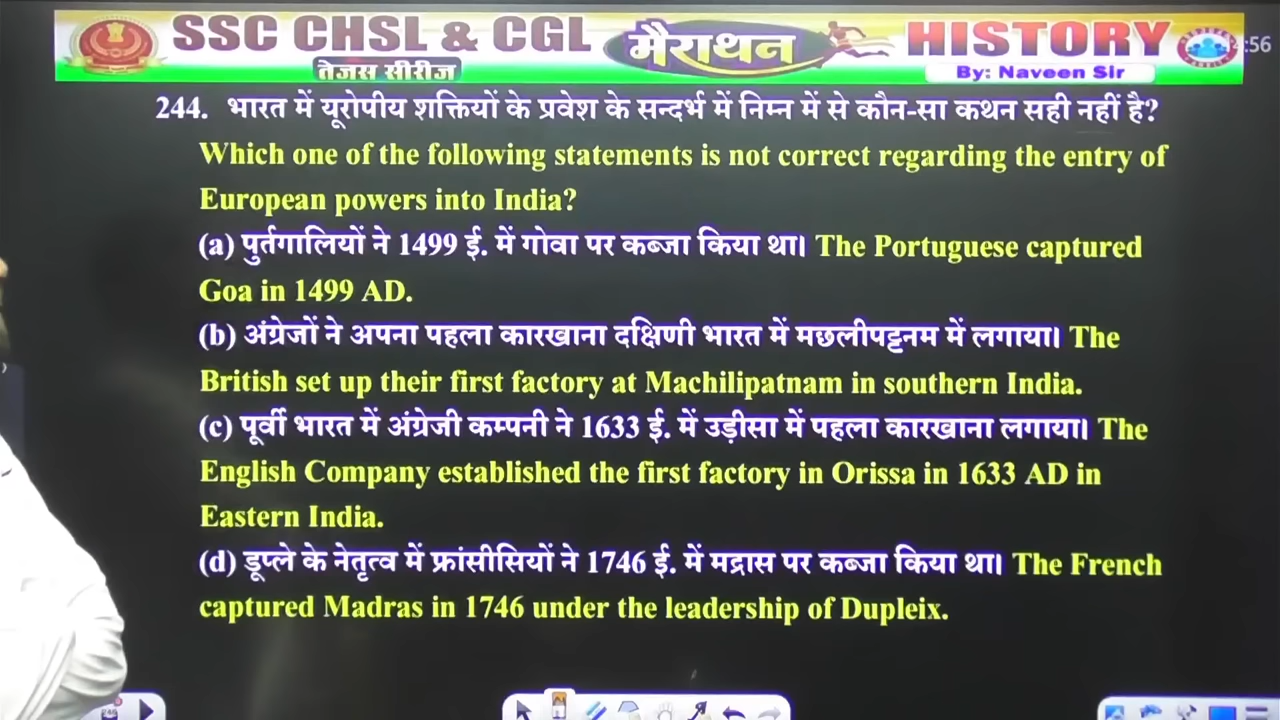 SSC CHSL & CGL मैराथन HISTORY
4:56
तेजस सीरीज By: Naveen Sir
244. भारत में यूरोपीय शक्तियों के प्रवेश के सन्दर्भ में निम्न में से कौन-सा कथन सही नहीं है?
Which one of the following statements is not correct regarding the entry of
European powers into India?
(a) पुर्तगालियों ने 1499 ई. में गोवा पर कब्जा किया था। The Portuguese captured
Goa in 1499 AD.
(b) अंग्रेजों ने अपना पहला कारखाना दक्षिणी भारत में मछलीपट्टनम में लगाया। The
British set up their first factory at Machilipatnam in southern India.
(c) पूर्वी भारत में अंग्रेजी कम्पनी ने 1633 ई. में उड़ीसा में पहला कारखाना लगाया। The
English Company established the first factory in Orissa in 1633 AD in
Eastern India.
(d) डूप्ले के नेतृत्व में फ्रांसीसियों ने 1746 ई. में मद्रास पर कब्जा किया था। The French
captured Madras in 1746 under the leadership of Dupleix.